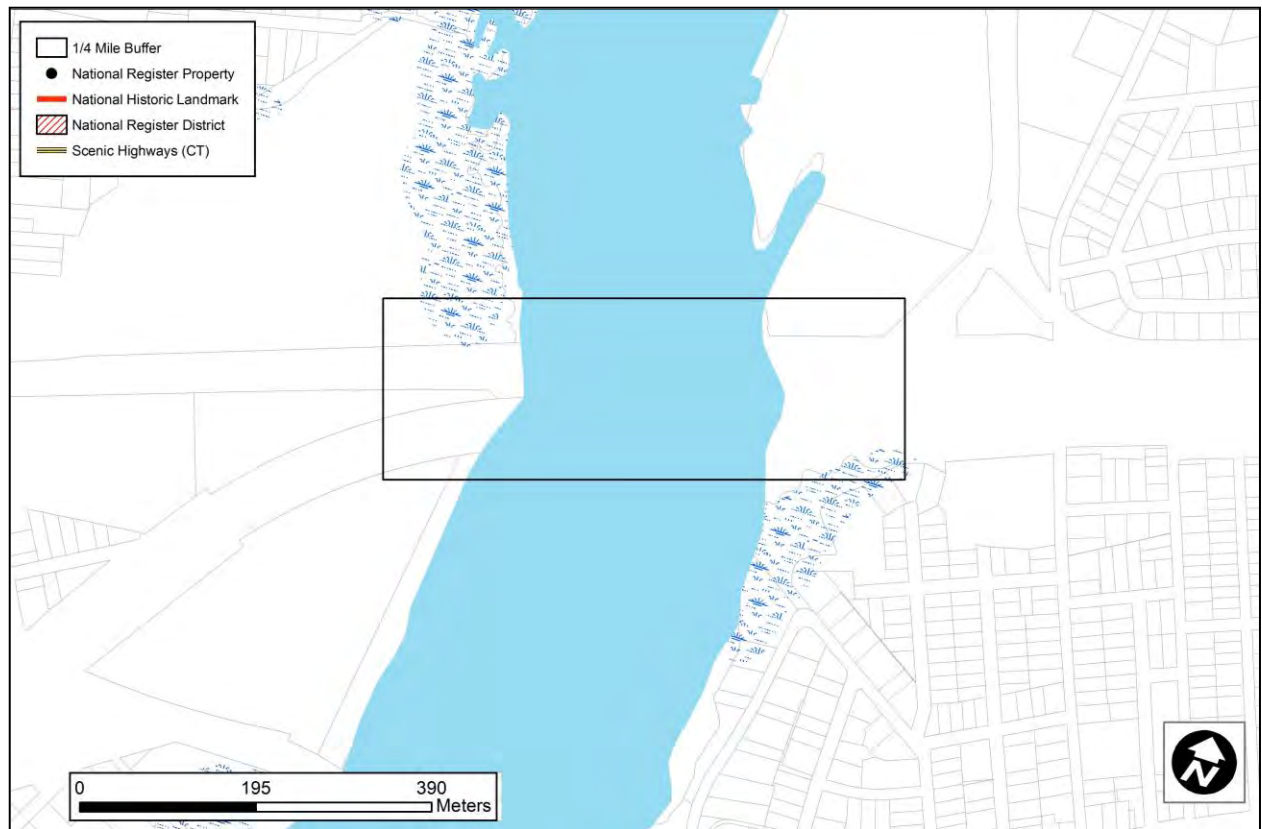 1/4 Mile Buffer
National Register Property
National Historic Landmark
National Register District
Scenic Highways (CT)
0 195 390
Meters
N